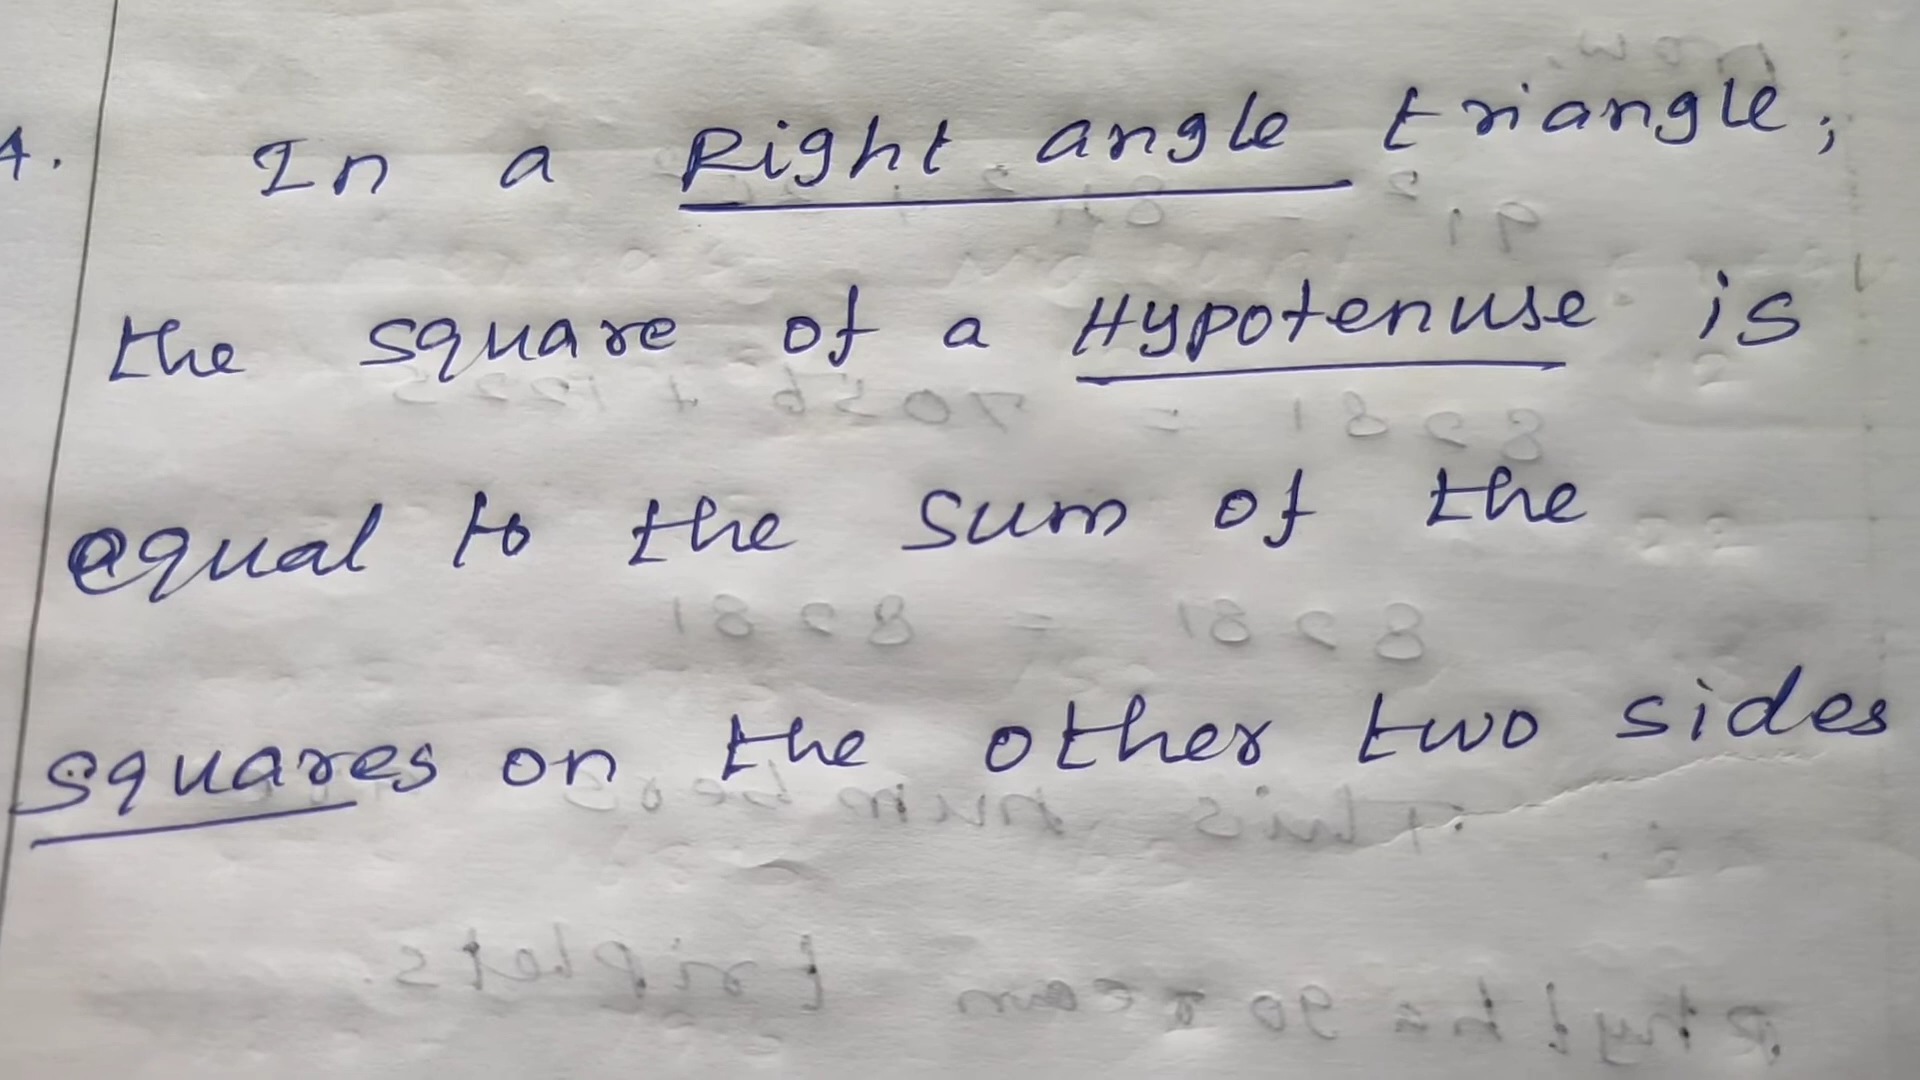 4. In a Right angle triangle,
the square of a Hypotenuse is
equal to the sum of the
squares on the other two sides